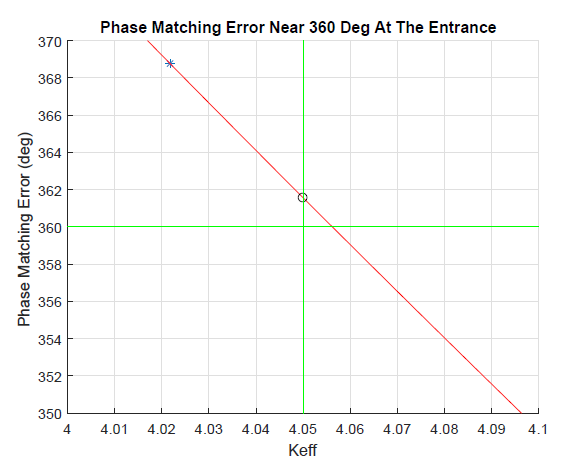 Phase Matching Error Near 360 Deg At The Entrance
370
368
366
364
362
360
358
356
354
352
350
Phase Matching Error (deg)
4 4.01 4.02 4.03 4.04 4.05 4.06 4.07 4.08 4.09 4.1
Keff